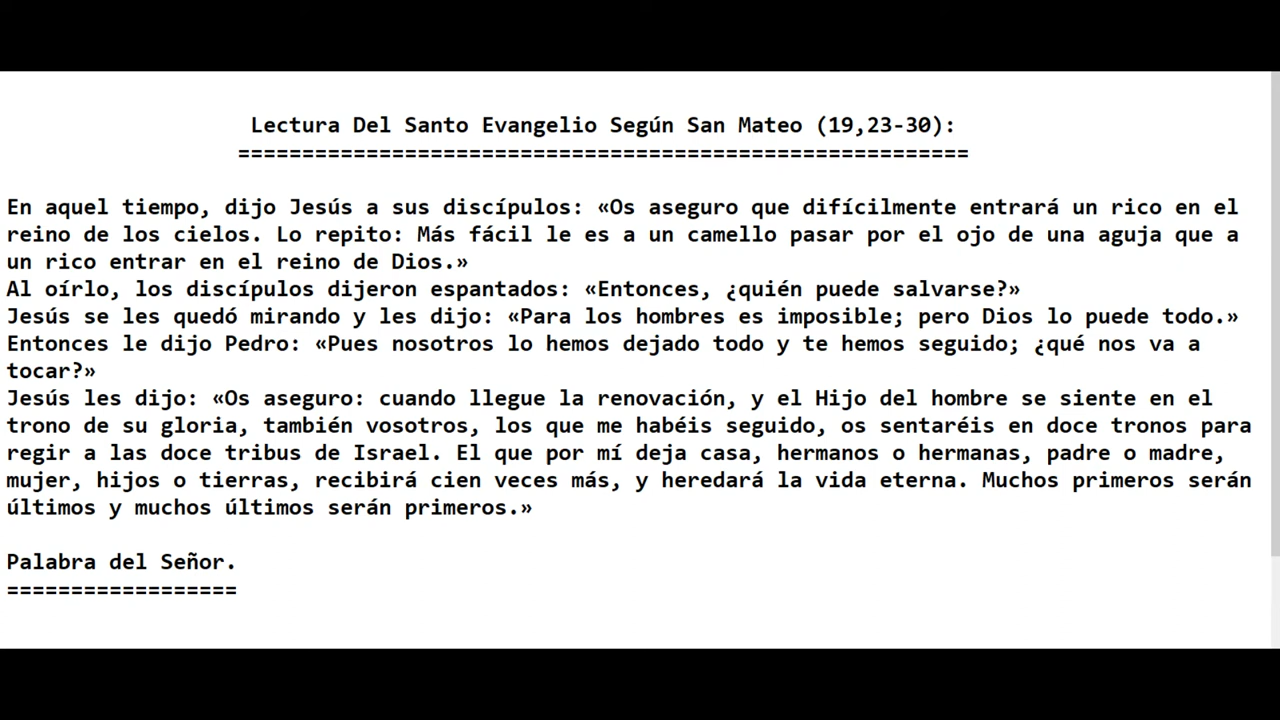 Lectura Del Santo Evangelio Según San Mateo (19,23-30):
=========================================================
En aquel tiempo, dijo Jesús a sus discípulos: «Os aseguro que difícilmente entrará un rico en el
reino de los cielos. Lo repito: Más fácil le es a un camello pasar por el ojo de una aguja que a
un rico entrar en el reino de Dios.»
Al oírlo, los discípulos dijeron espantados: «Entonces, ¿quién puede salvarse?»
Jesús se les quedó mirando y les dijo: «Para los hombres es imposible; pero Dios lo puede todo.»
Entonces le dijo Pedro: «Pues nosotros lo hemos dejado todo y te hemos seguido; ¿qué nos va a
tocar?»
Jesús les dijo: «Os aseguro: cuando llegue la renovación, y el Hijo del hombre se siente en el
trono de su gloria, también vosotros, los que me habéis seguido, os sentaréis en doce tronos para
regir a las doce tribus de Israel. El que por mí deja casa, hermanos o hermanas, padre o madre,
mujer, hijos o tierras, recibirá cien veces más, y heredará la vida eterna. Muchos primeros serán
últimos y muchos últimos serán primeros.»
Palabra del Señor.
==================